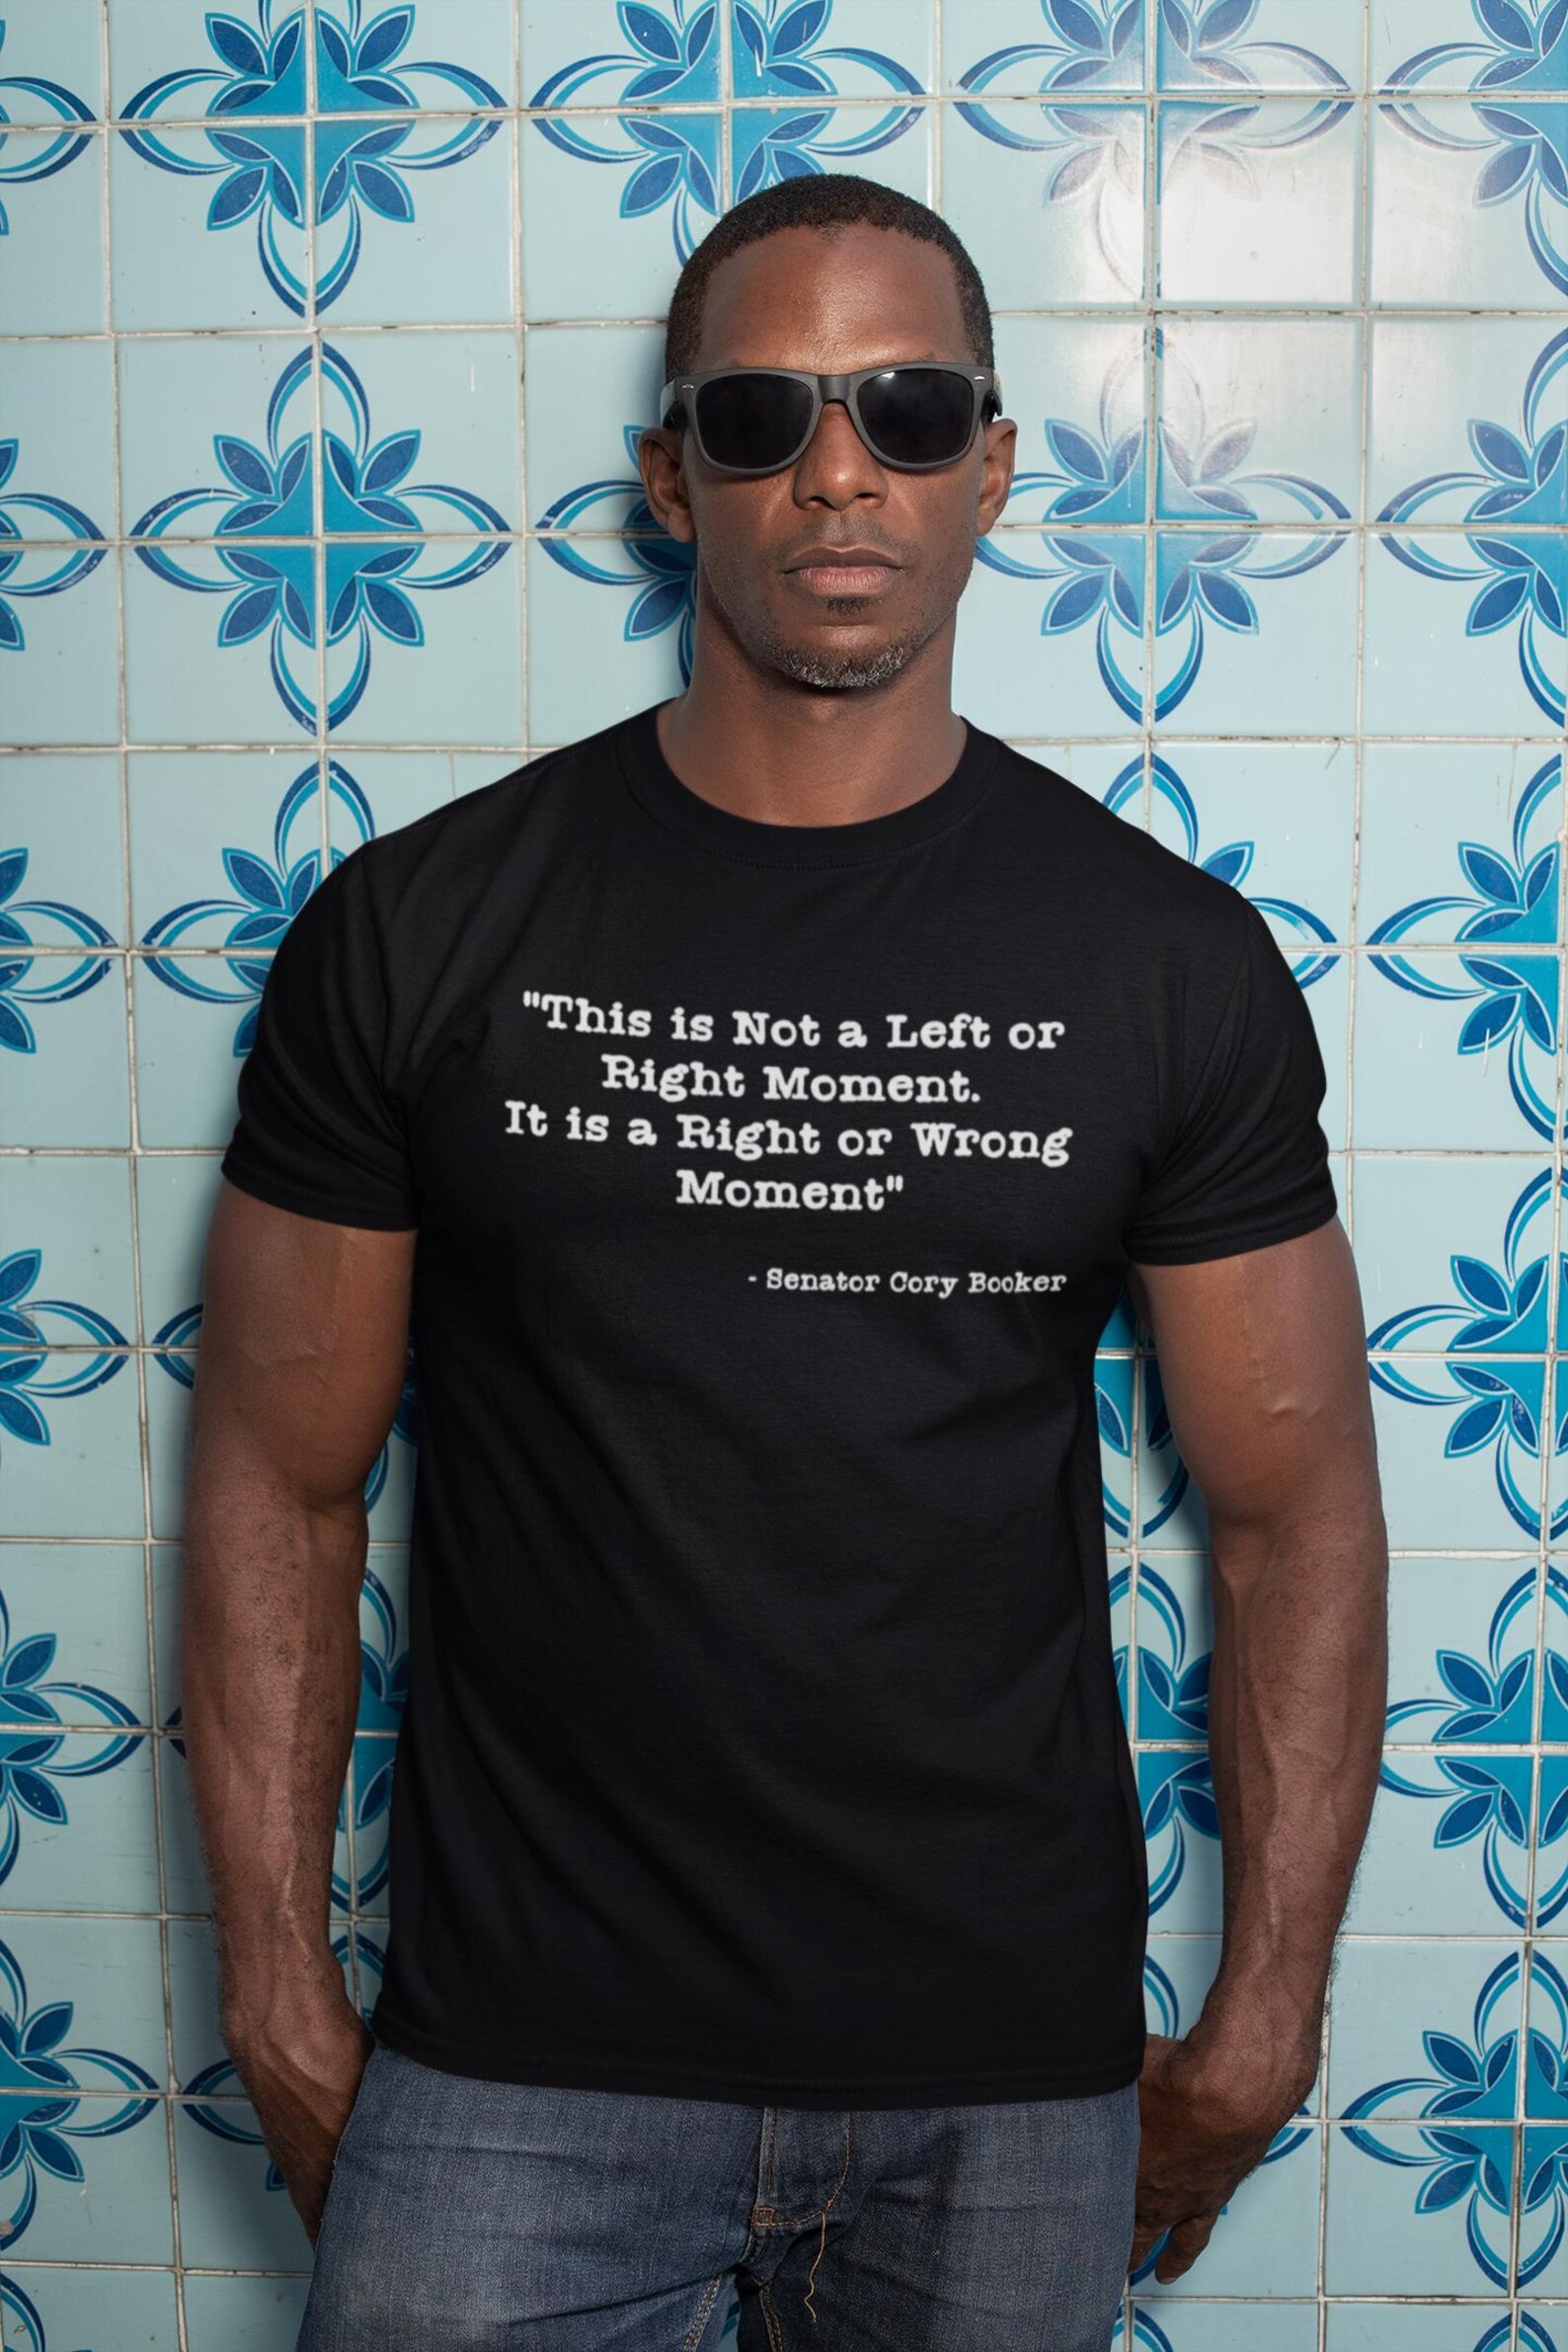 "This is Not a Left or
Right Moment.
It is a Right or Wrong
Moment"
- Senator Cory Booker